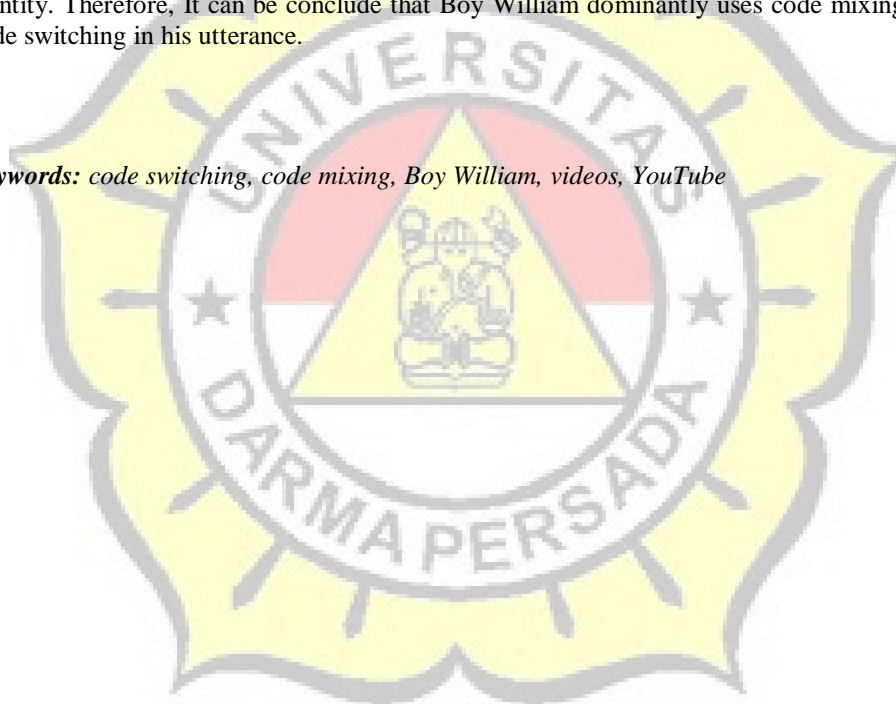 ntity. Therefore, It can be conclude that Boy William dominantly uses code mixing
de switching in his utterance.
ywords: code switching, code mixing, Boy William, videos, YouTube
UNIVERSITAS
DARMA PERSADA